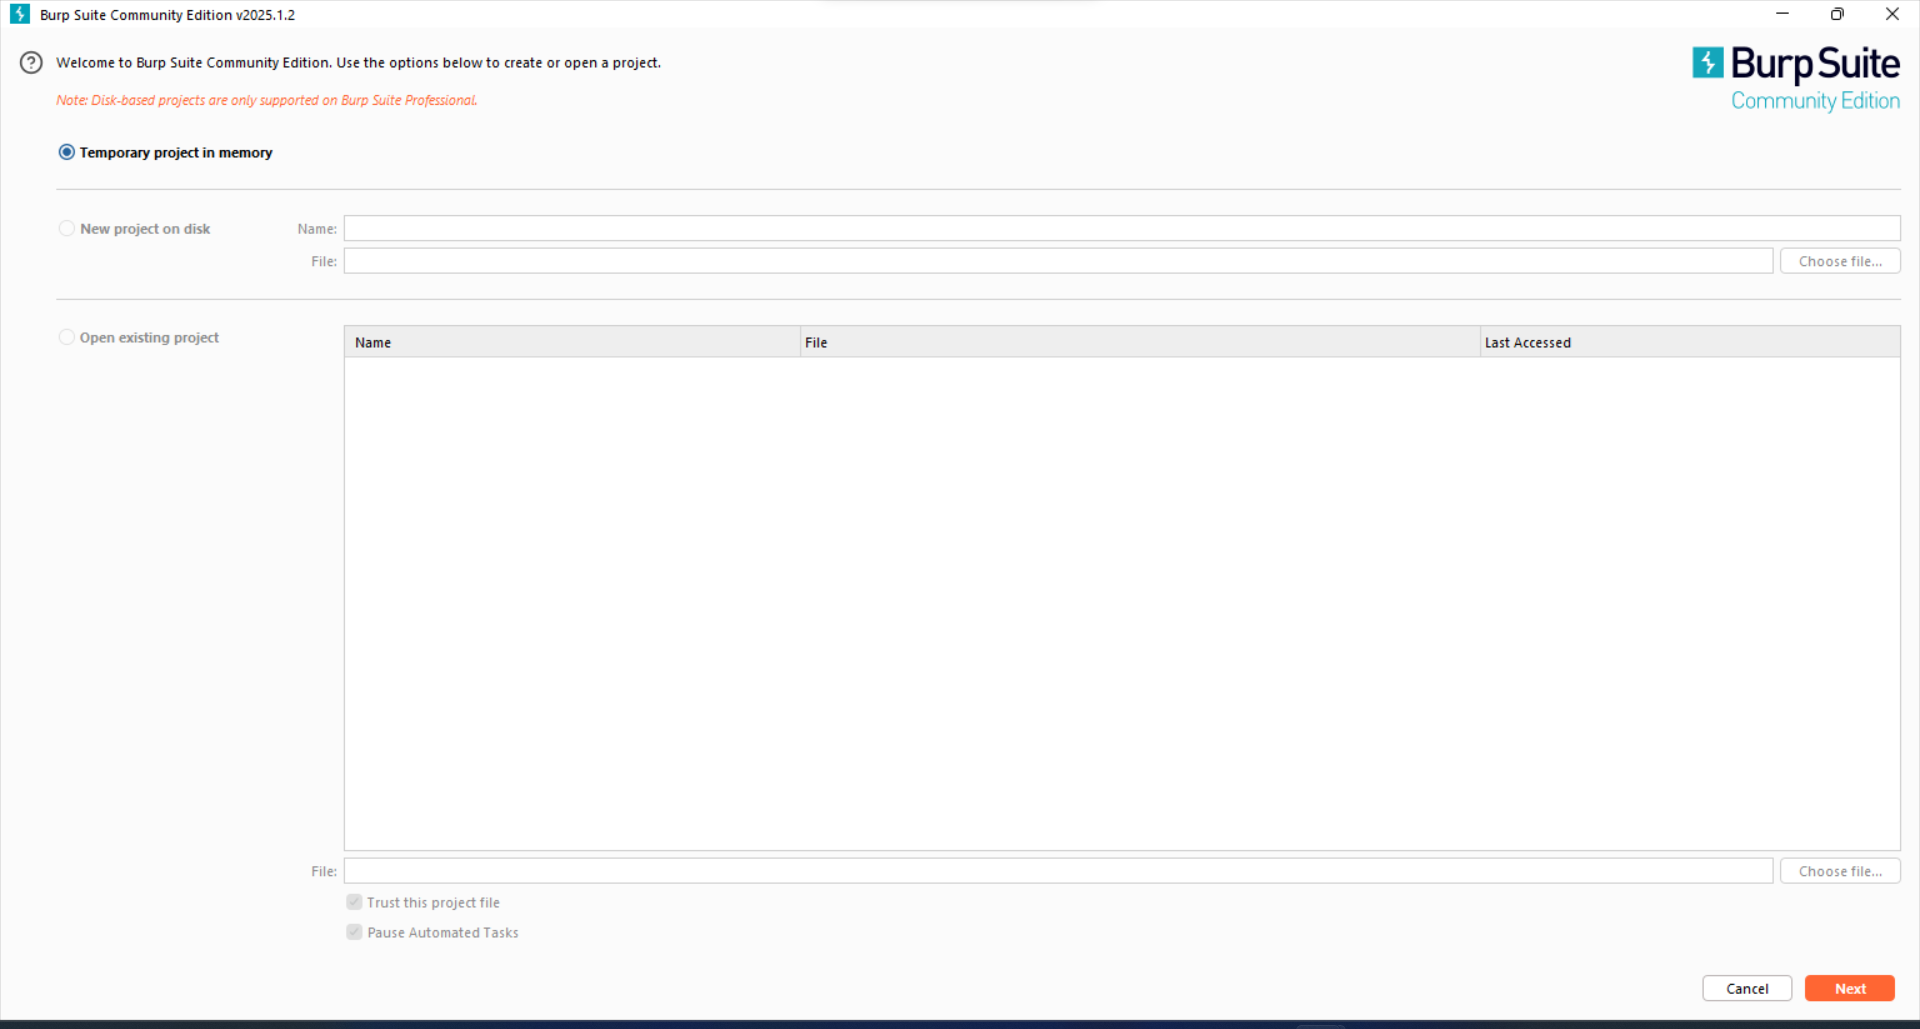 Burp Suite Community Edition v2025.1.2
Welcome to Burp Suite Community Edition. Use the options below to create or open a project.
Note: Disk-based projects are only supported on Burp Suite Professional.
Burp Suite
Community Edition
Temporary project in memory
New project on disk
Name:
File:
Choose file...
Open existing project
Name File Last Accessed
File:
Choose file...
Trust this project file
Pause Automated Tasks
Cancel Next